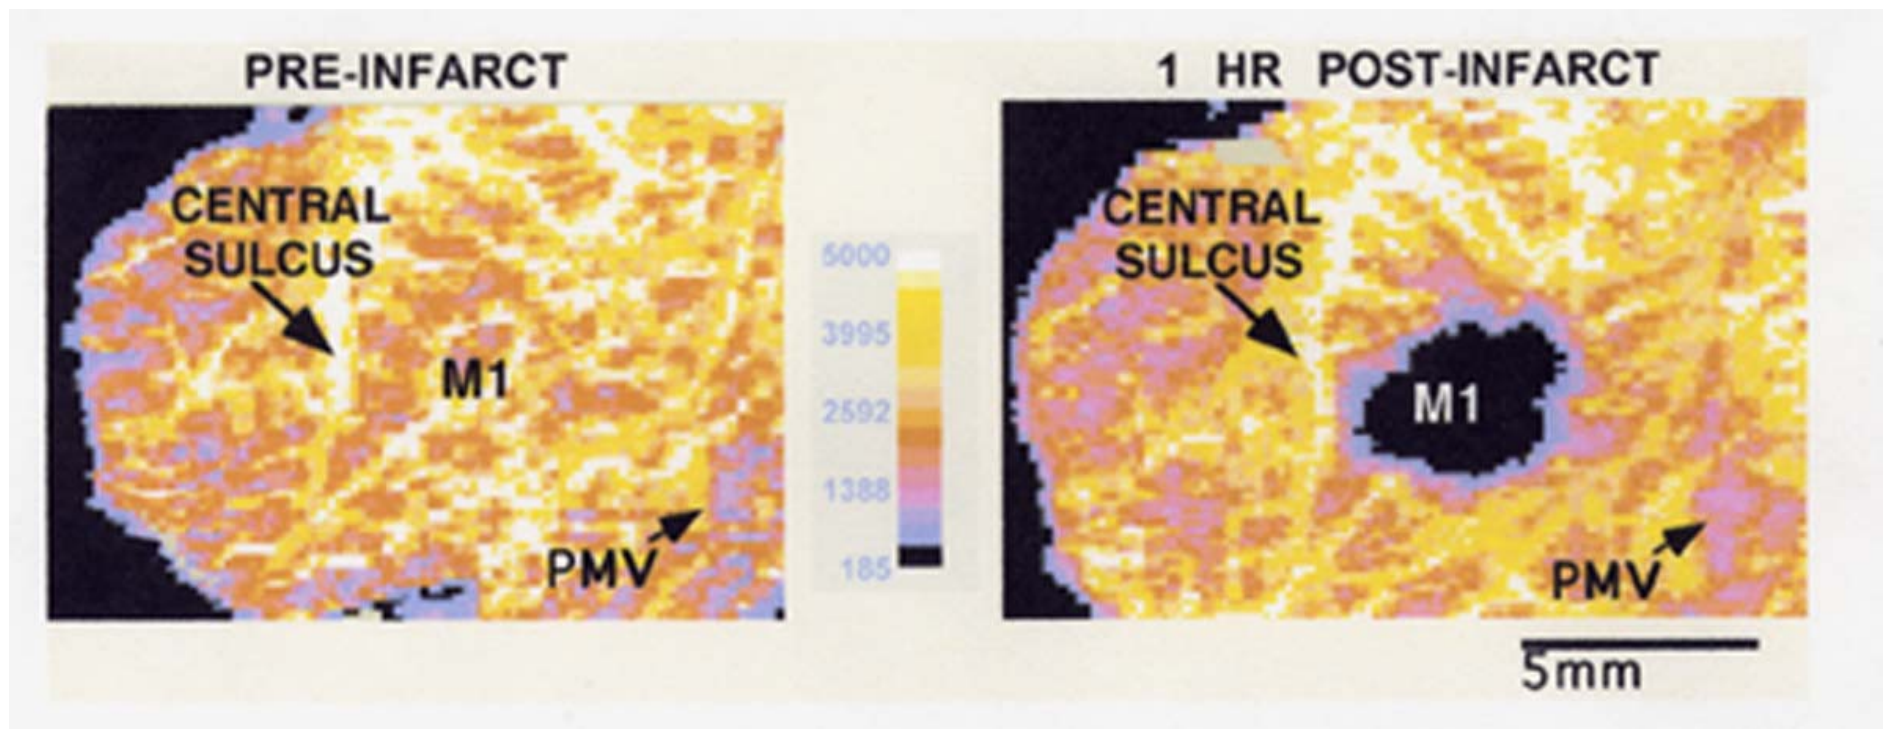 PRE-INFARCT
CENTRAL
SULCUS
M1
PMV
5000
3995
2592
1388
185
1 HR POST-INFARCT
CENTRAL
SULCUS
M1
PMV
5mm